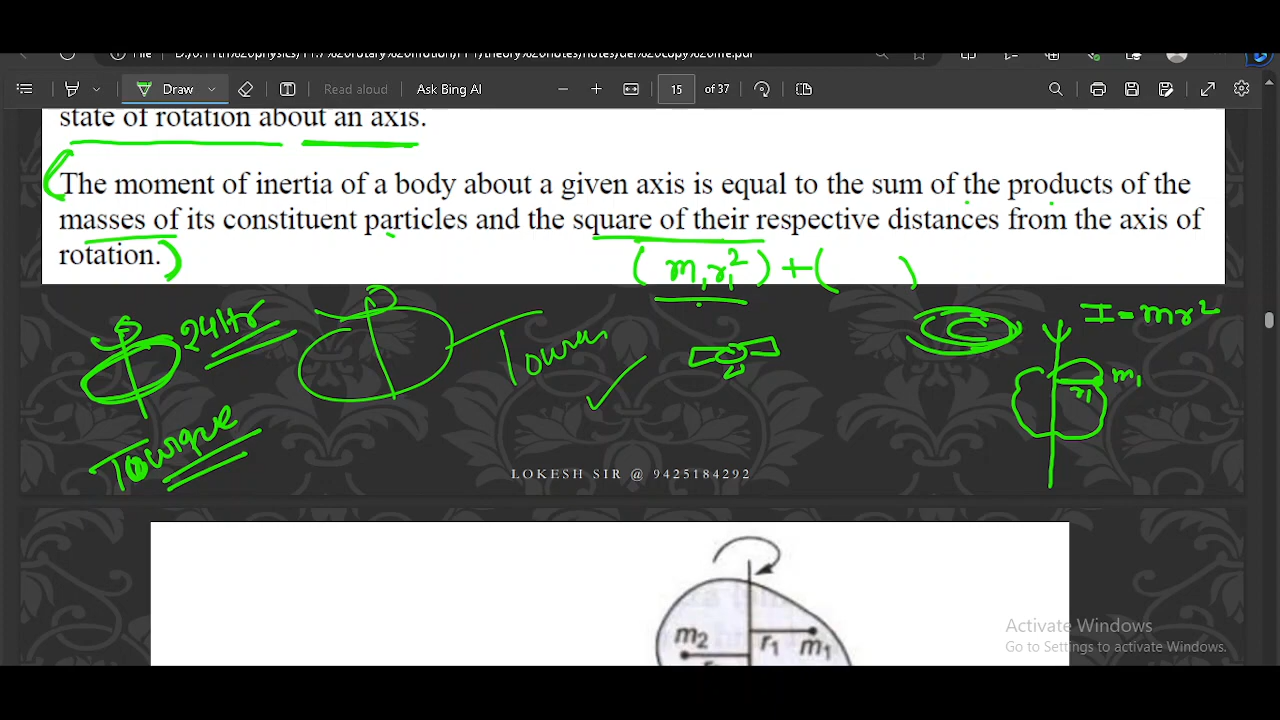 Draw
Read aloud
Ask Bing AI
15
of 37
state of rotation about an axis.
The moment of inertia of a body about a given axis is equal to the sum of the products of the
masses of its constituent particles and the square of their respective distances from the axis of
rotation.
(m₁r₁²) + ( )
24Hr
I = mr²
m₁
r₁
Torque
LOKESH SIR @ 9425184292
m₂
r₁
m₁
Activate Windows
Go to Settings to activate Windows.